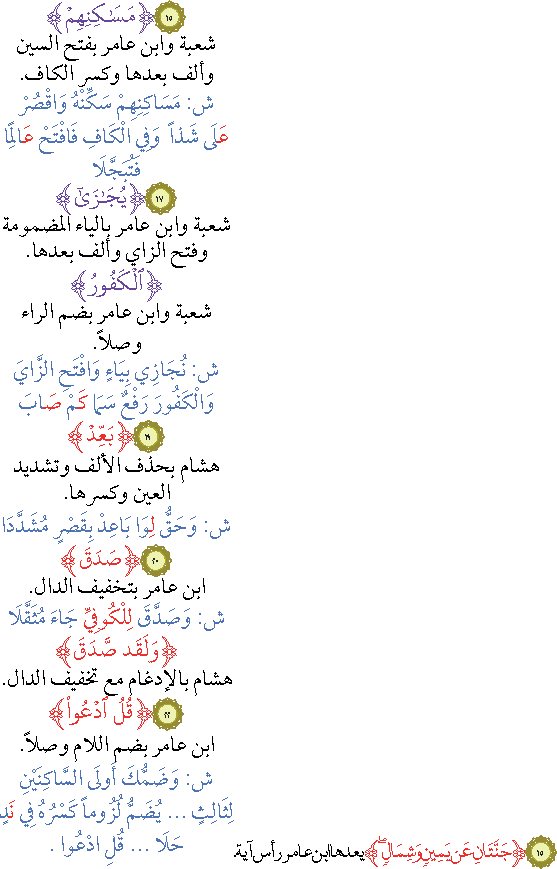 ١٥ ﴿مَسَـٰكِنِهِمْ﴾
شعبة وابن عامر بفتح السين
وألف بعدها وكسر الكاف.
ش: مَسَاكِنِهِمْ سَكِّنْهُ وَاقْصُرْ
عَلَى شَذاً وَفِي الْكَافِ فَافْتَحْ عَالِمًا
فَتُبَجَّلَا
١٧ ﴿يُجَـٰزَىٰٓ﴾
شعبة وابن عامر بالياء المضمومة
وفتح الزاي وألف بعدها.
﴿ٱلْكَفُورُ﴾
شعبة وابن عامر بضم الراء
وصلاً.
ش: نُجَازِي بِيَاءٍ وَافْتَحِ الزَّايَ
وَالْكَفُورَ رَفْعٌ سَمَا كَمْ صَابَ
١٩ ﴿بَعِّدْ﴾
هشام بحذف الألف وتشديد
العين وكسرها.
ش: وَحَقُّ لِوَا بَاعِدْ بِقَصْرٍ مُشَدَّدَا
٢٠ ﴿صَدَقَ﴾
ابن عامر بتخفيف الدال.
ش: وَصَدَّقَ لِلْكُوفِيِّ جَاءَ مُثَقَّلَا
﴿وَلَقَد صَّدَقَ﴾
هشام بالإدغام مع تخفيف الدال.
٢٢ ﴿قُلُ ٱدْعُوا۟﴾
ابن عامر بضم اللام وصلاً.
ش: وَضَمُّكَ أُولَى السَّاكِنَيْنِ
لِثَالِثٍ ... يُضَمُّ لُزُوماً كَسْرُهُ فِي نَدٍ
حَلَا ... قُلِ ادْعُوا .
١٥ ﴿جَنَّتَانِ عَن يَمِينٍ وَشِمَالٍۖ﴾ يعدها ابن عامر رأس آية.